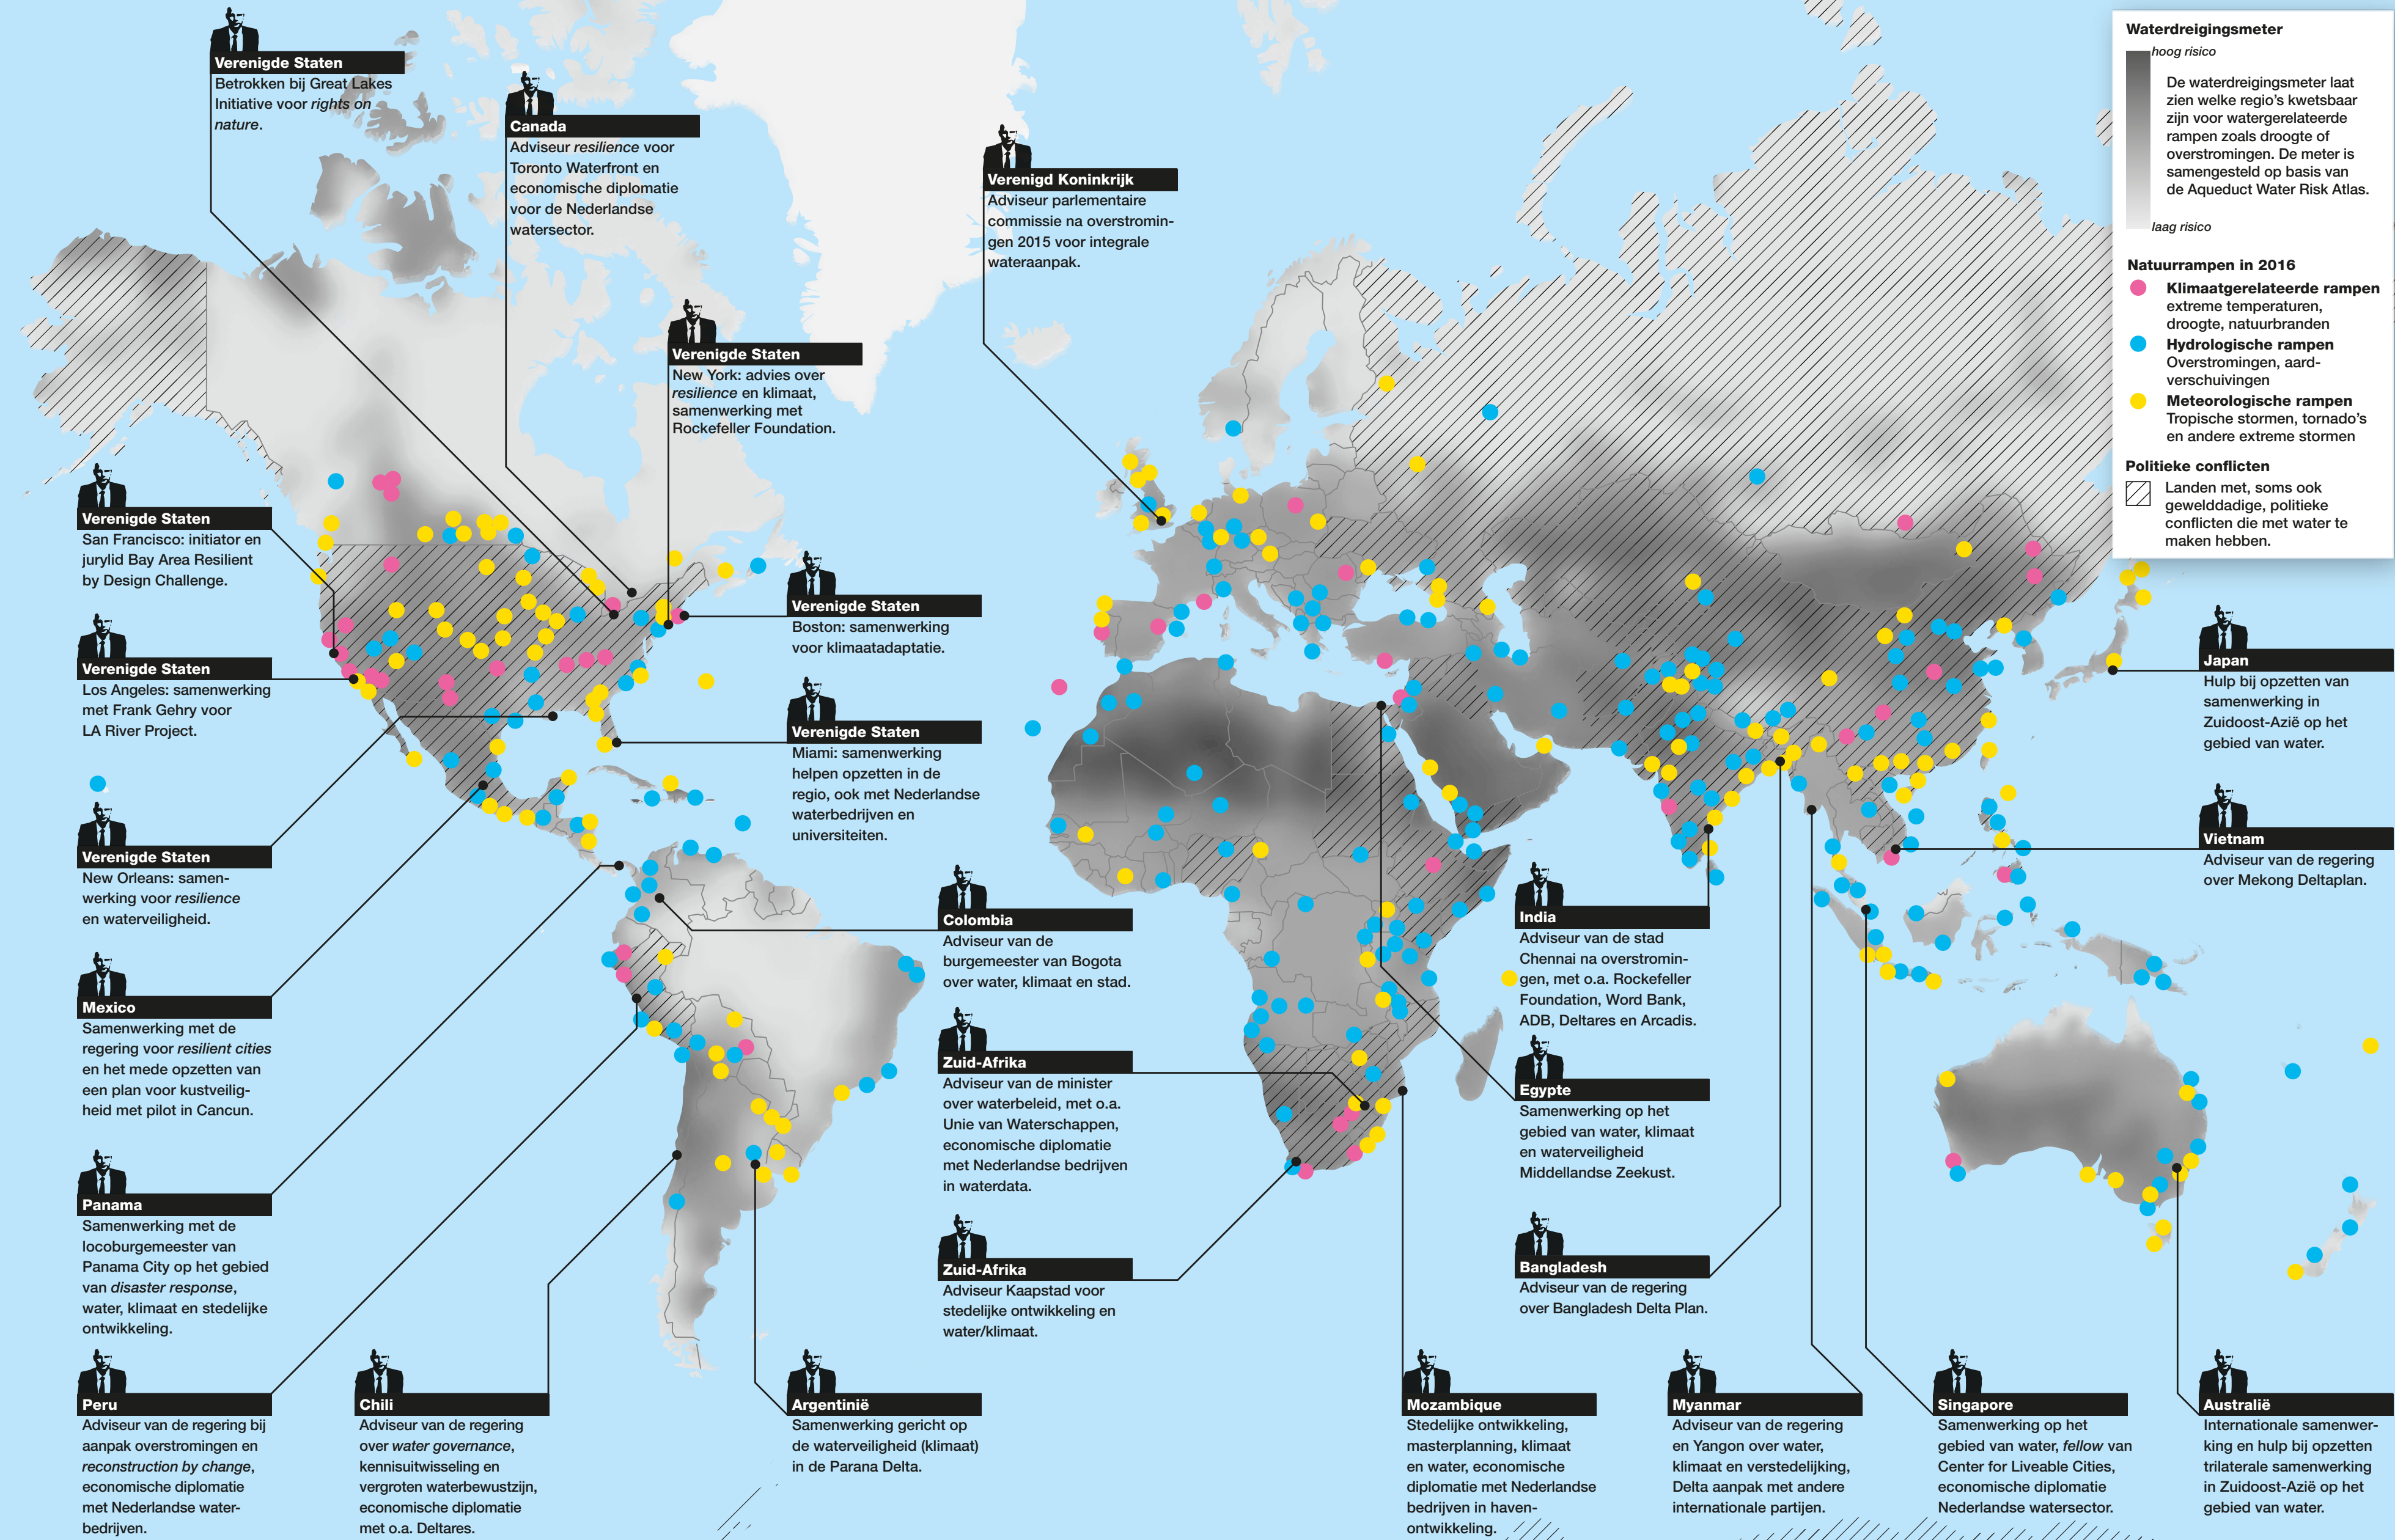 Verenigde Staten
Betrokken bij Great Lakes
Initiative voor rights on
nature.
Canada
Adviseur resilience voor
Toronto Waterfront en
economische diplomatie
voor de Nederlandse
watersector.
Verenigd Koninkrijk
Adviseur parlementaire
commissie na overstromin-
gen 2015 voor integrale
wateraanpak.
Verenigde Staten
New York: advies over
resilience en klimaat,
samenwerking met
Rockefeller Foundation.
Waterdreigingsmeter
hoog risico
De waterdreigingsmeter laat
zien welke regio's kwetsbaar
zijn voor watergerelateerde
rampen zoals droogte of
overstromingen. De meter is
samengesteld op basis van
de Aqueduct Water Risk Atlas.
laag risico
Natuurrampen in 2016
Klimaatgerelateerde rampen
extreme temperaturen,
droogte, natuurbranden
Hydrologische rampen
Overstromingen, aard-
verschuivingen
Meteorologische rampen
Tropische stormen, tornado's
en andere extreme stormen
Politieke conflicten
Landen met, soms ook
gewelddadige, politieke
conflicten die met water te
maken hebben.
Verenigde Staten
San Francisco: initiator en
jurylid Bay Area Resilient
by Design Challenge.
Verenigde Staten
Los Angeles: samenwerking
met Frank Gehry voor
LA River Project.
Verenigde Staten
New Orleans: samen-
werking voor resilience
en waterveiligheid.
Mexico
Samenwerking met de
regering voor resilient cities
en het mede opzetten van
een plan voor kustveilig-
heid met pilot in Cancun.
Panama
Samenwerking met de
locoburgemeester van
Panama City op het gebied
van disaster response,
water, klimaat en stedelijke
ontwikkeling.
Peru
Adviseur van de regering bij
aanpak overstromingen en
reconstruction by change,
economische diplomatie
met Nederlandse water-
bedrijven.
Chili
Adviseur van de regering
over water governance,
kennisuitwisseling en
vergroten waterbewustzijn,
economische diplomatie
met o.a. Deltares.
Verenigde Staten
Boston: samenwerking
voor klimaatadaptatie.
Verenigde Staten
Miami: samenwerking
helpen opzetten in de
regio, ook met Nederlandse
waterbedrijven en
universiteiten.
Colombia
Adviseur van de
burgemeester van Bogota
over water, klimaat en stad.
Zuid-Afrika
Adviseur van de minister
over waterbeleid, met o.a.
Unie van Waterschappen,
economische diplomatie
met Nederlandse bedrijven
in waterdata.
Zuid-Afrika
Adviseur Kaapstad voor
stedelijke ontwikkeling en
water/klimaat.
Argentinië
Samenwerking gericht op
de waterveiligheid (klimaat)
in de Parana Delta.
India
Adviseur van de stad
Chennai na overstromin-
gen, met o.a. Rockefeller
Foundation, Word Bank,
ADB, Deltares en Arcadis.
Egypte
Samenwerking op het
gebied van water, klimaat
en waterveiligheid
Middellandse Zeekust.
Bangladesh
Adviseur van de regering
over Bangladesh Delta Plan.
Mozambique
Stedelijke ontwikkeling,
masterplanning, klimaat
en water, economische
diplomatie met Nederlandse
bedrijven in haven-
ontwikkeling.
Myanmar
Adviseur van de regering
en Yangon over water,
klimaat en verstedelijking,
Delta aanpak met andere
internationale partijen.
Singapore
Samenwerking op het
gebied van water, fellow van
Center for Liveable Cities,
economische diplomatie
Nederlandse watersector.
Japan
Hulp bij opzetten van
samenwerking in
Zuidoost-Azië op het
gebied van water.
Vietnam
Adviseur van de regering
over Mekong Deltaplan.
Australië
Internationale samenwer-
king en hulp bij opzetten
trilaterale samenwerking
in Zuidoost-Azië op het
gebied van water.